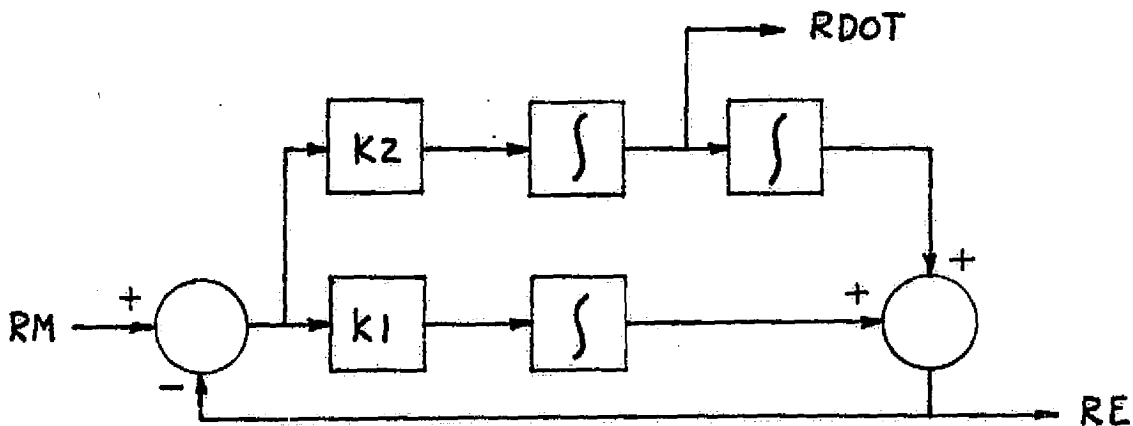 RDOT
K2
∫
∫
+
+
+
RM
K1
∫
−
RE